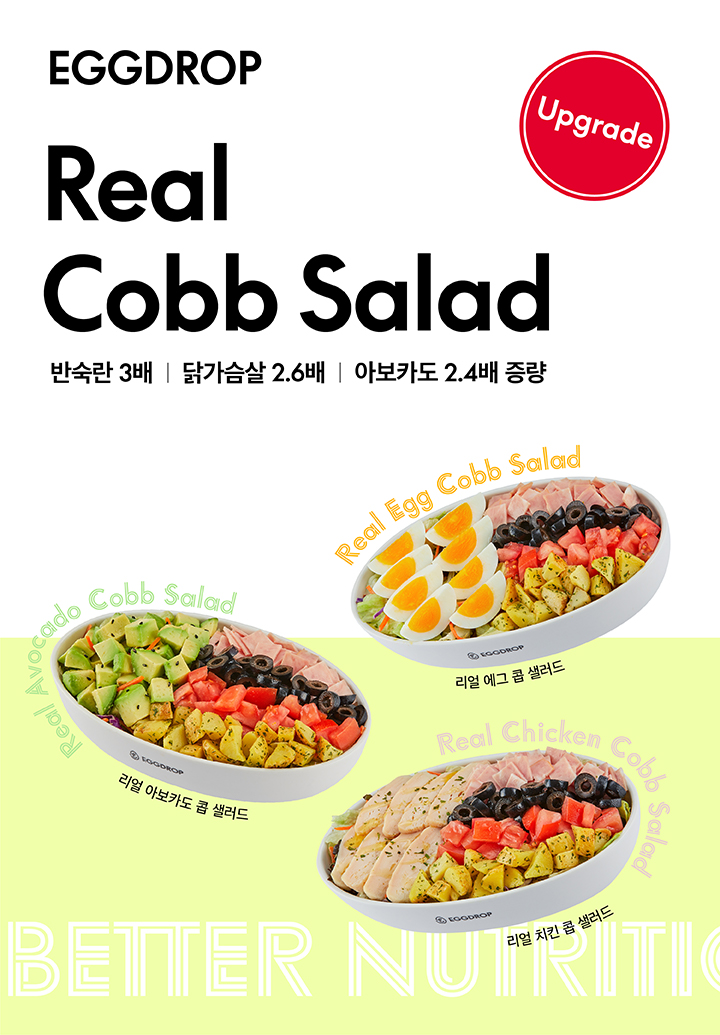 EGGDROP
Upgrade
Real
Cobb Salad
반숙란 3배 | 닭가슴살 2.6배 | 아보카도 2.4배 증량
Real Egg Cobb Salad
EGGDROP
리얼 에그 콥 샐러드
Real Avocado Cobb Salad
EGGDROP
리얼 아보카도 콥 샐러드
Real Chicken Cobb Salad
EGGDROP
리얼 치킨 콥 샐러드
BETTER NUTRITIO